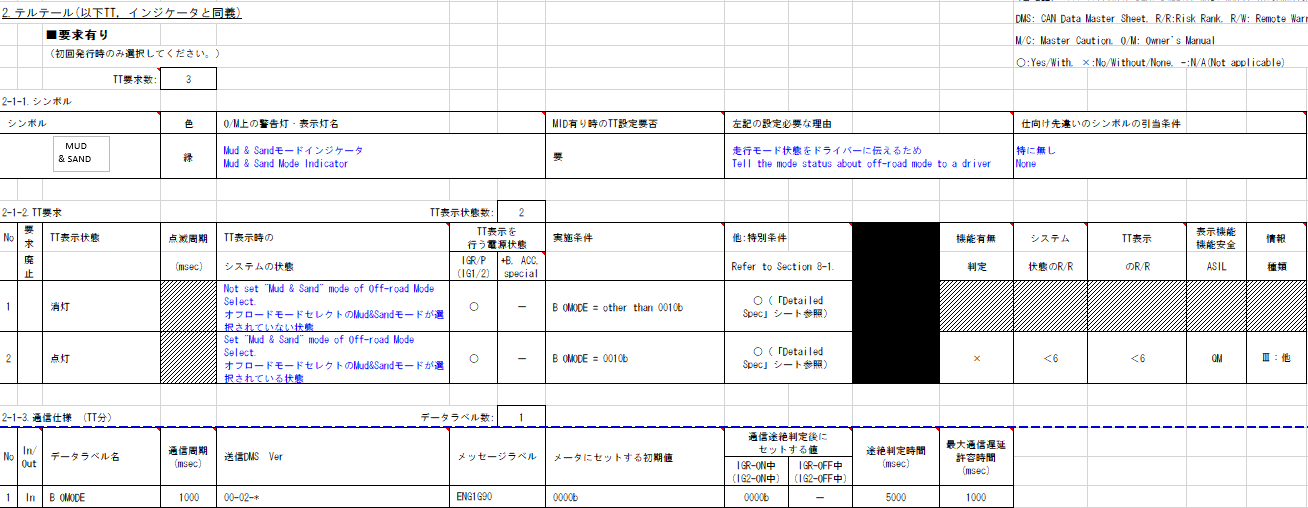 2.テルテール(以下TT, インジケータと同義)
■要求有り
(初回発行時のみ選択してください。)
DMS: CAN Data Master Sheet, R/R:Risk Rank, R/W: Remote Warn
M/C: Master Caution, O/M: Owner's Manual
○:Yes/With, ×:No/Without/None, -:N/A(Not applicable)
TT要求数: 3
2-1-1.シンボル
シンボル 色 O/M上の警告灯・表示灯名 MID有り時のTT設定要否 左記の設定必要な理由 仕向け先違いのシンボルの引当条件
MUD
& SAND
緑
Mud & Sandモードインジケータ
Mud & Sand Mode Indicator
要
走行モード状態をドライバーに伝えるため
Tell the mode status about off-road mode to a driver
特に無し
None
2-1-2.TT要求 TT表示状態数: 2
No
要求
廃止
TT表示状態
点滅周期
(msec)
TT表示時の
システムの状態
TT表示を
行う電源状態
IGR/P
(IG1/2)
+B, ACC,
special
実施条件
他:特別条件
Refer to Section 8-1.
機能有無
判定
システム
状態のR/R
TT表示
のR/R
表示機能
機能安全
ASIL
情報
種類
1 消灯
Not set "Mud & Sand" mode of Off-road Mode
Select.
オフロードモードセレクトのMud&Sandモードが選
択されていない状態
○ - B OMODE = other than 0010b
○ (「Detailed
Spec」シート参照)
2 点灯
Set "Mud & Sand" mode of Off-road Mode
Select.
オフロードモードセレクトのMud&Sandモードが選
択されている状態
○ - B OMODE = 0010b
○ (「Detailed
Spec」シート参照)
× <6 <6 QM Ⅲ:他
2-1-3.通信仕様 (TT分) データラベル数: 1
No
In/
Out
データラベル名
通信周期
(msec)
送信DMS Ver
メッセージラベル
メータにセットする初期値
通信途絶判定後に
セットする値
IGR-ON中
(IG2-ON中)
IGR-OFF中
(IG2-OFF中)
途絶判定時間
(msec)
最大通信遅延
許容時間
(msec)
1 In B OMODE 1000 00-02-* ENG1G90 0000b 0000b - 5000 1000